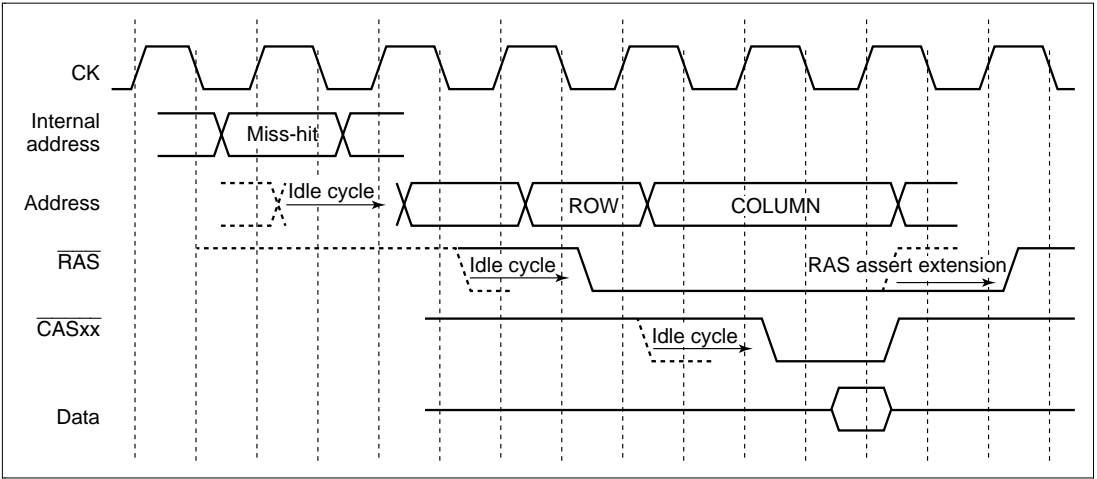 CK
Internal
address
Miss-hit
Address
Idle cycle
ROW
COLUMN
RAS
Idle cycle
RAS assert extension
CASxx
Idle cycle
Data